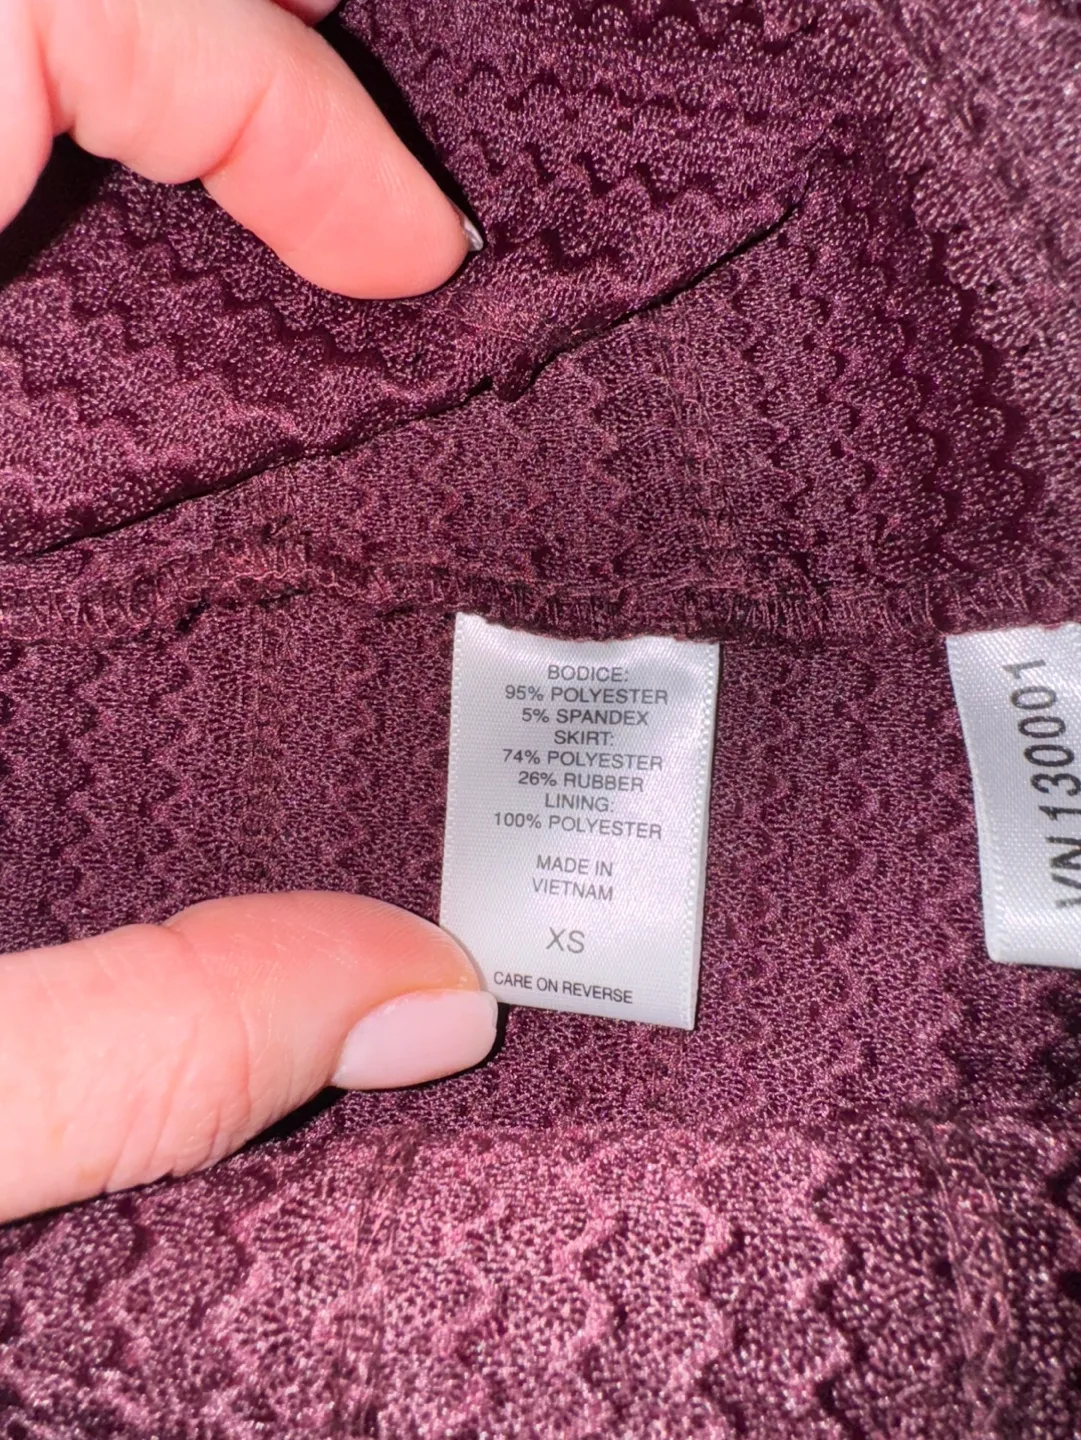 BODICE:
95% POLYESTER
5% SPANDEX
SKIRT:
74% POLYESTER
26% RUBBER
LINING:
100% POLYESTER
MADE IN
VIETNAM
XS
CARE ON REVERSE
VN 130001